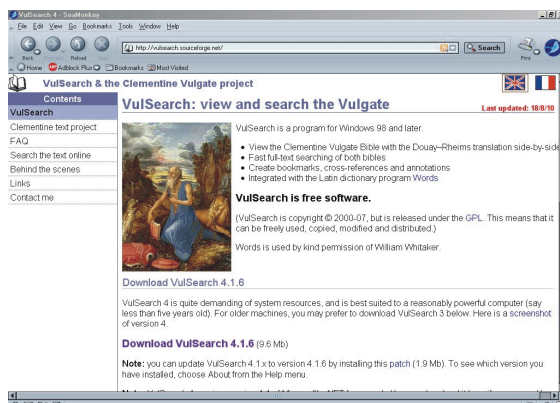 VulSearch 4 - SeaMonkey
File Edit View Go Bookmarks Tools Window Help
Back Reload http://vulsearch.sourceforge.net/ Search Print
Home Adblock Plus Bookmarks Most Visited
VulSearch & the Clementine Vulgate project
Contents
VulSearch
Clementine text project
FAQ
Search the text online
Behind the scenes
Links
Contact me
VulSearch: view and search the Vulgate
Last updated: 18/8/10
VulSearch is a program for Windows 98 and later.
• View the Clementine Vulgate Bible with the Douay–Rheims translation side-by-side
• Fast full-text searching of both bibles
• Create bookmarks, cross-references and annotations
• Integrated with the Latin dictionary program Words
VulSearch is free software.
(VulSearch is copyright © 2000-07, but is released under the GPL. This means that it
can be freely used, copied, modified and distributed.)
Words is used by kind permission of William Whitaker.
Download VulSearch 4.1.6
VulSearch 4 is quite demanding of system resources, and is best suited to a reasonably powerful computer (say
less than five years old). For older machines, you may prefer to download VulSearch 3 below. Here is a screenshot
of version 4.
Download VulSearch 4.1.6 (9.6 Mb)
Note: you can update VulSearch 4.1.x to version 4.1.6 by installing this patch (1.9 Mb). To see which version you
have installed, choose About from the Help menu.